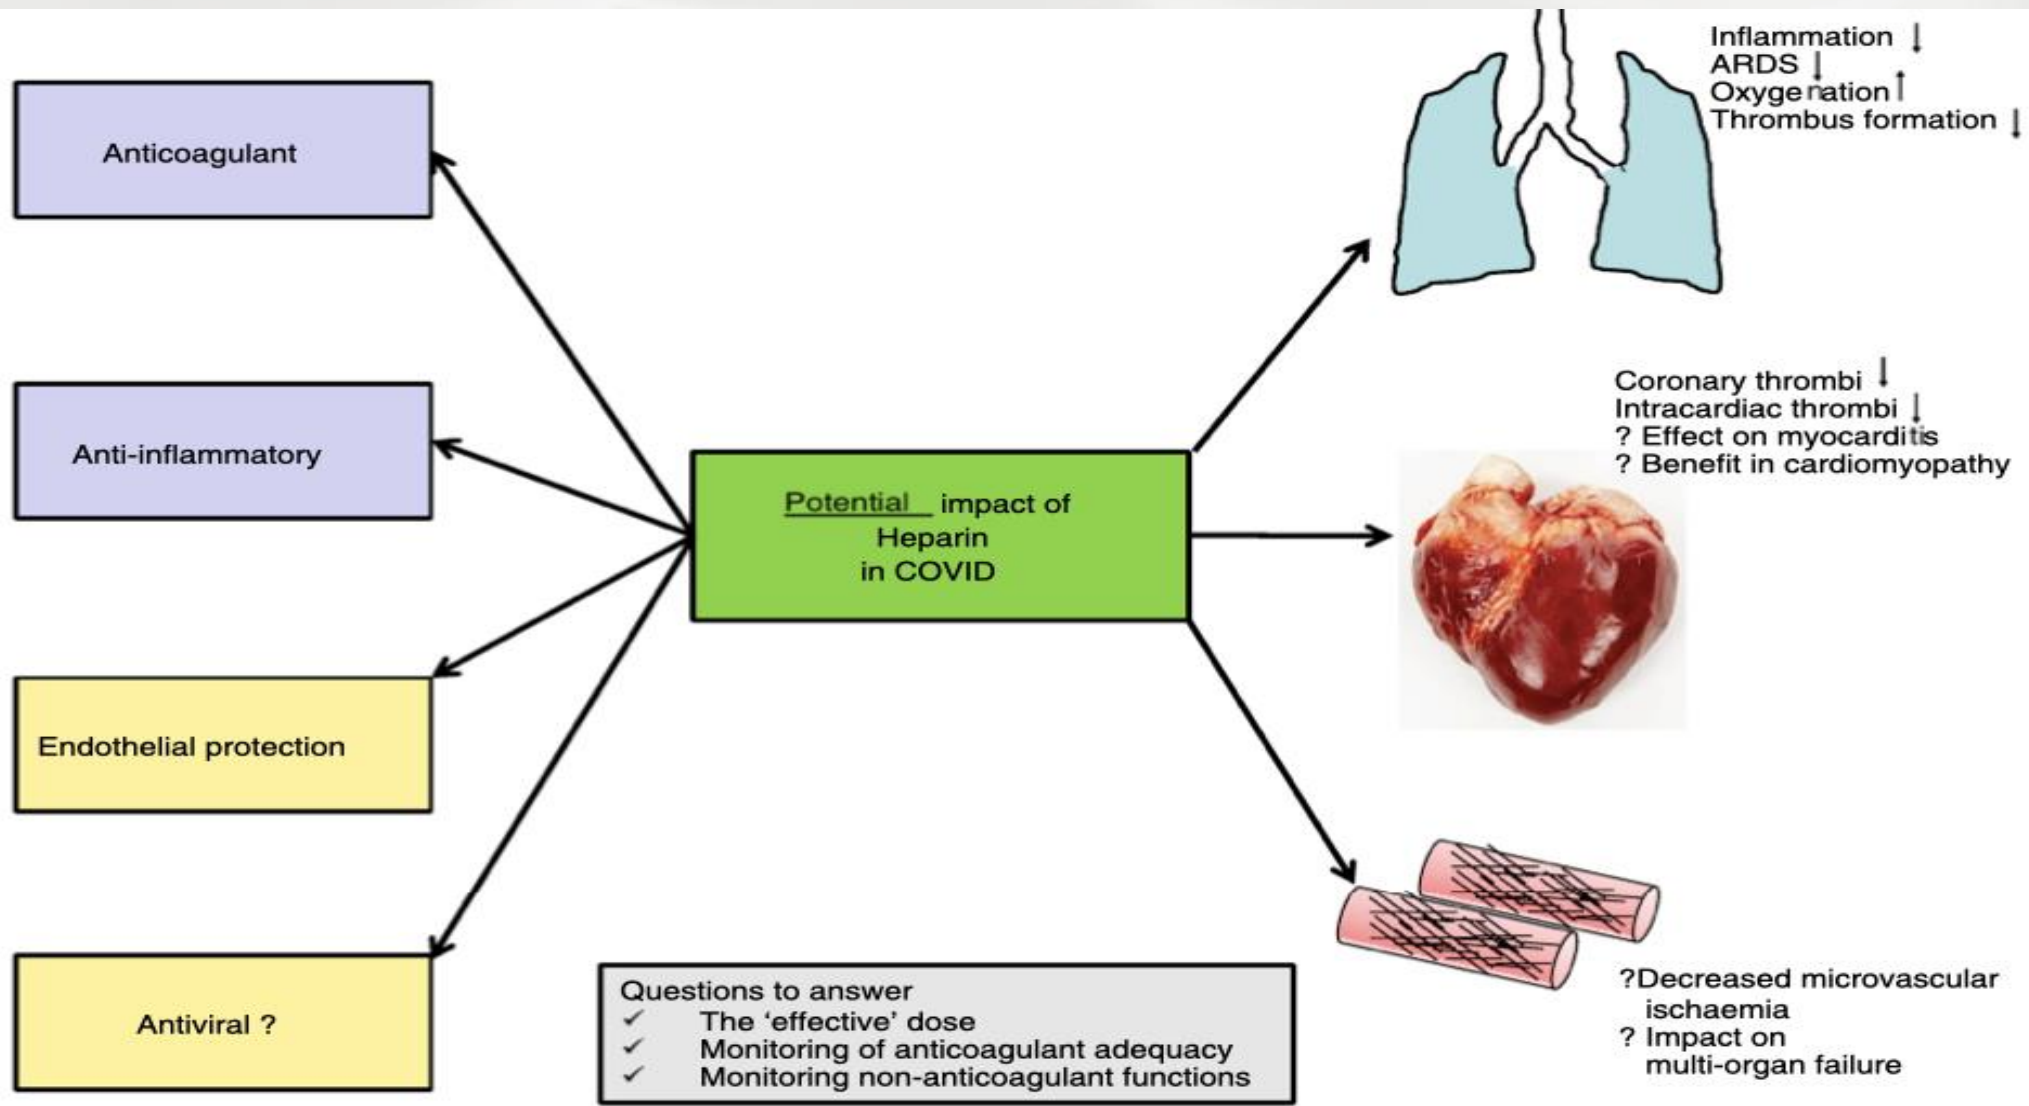 Anticoagulant
Anti-inflammatory
Endothelial protection
Antiviral ?
Potential impact of
Heparin
in COVID
Questions to answer
✓ The ‘effective’ dose
✓ Monitoring of anticoagulant adequacy
✓ Monitoring non-anticoagulant functions
Inflammation ↓
ARDS ↓
Oxygenation ↑
Thrombus formation ↓
Coronary thrombi ↓
Intracardiac thrombi ↓
? Effect on myocarditis
? Benefit in cardiomyopathy
?Decreased microvascular
ischaemia
? Impact on
multi-organ failure